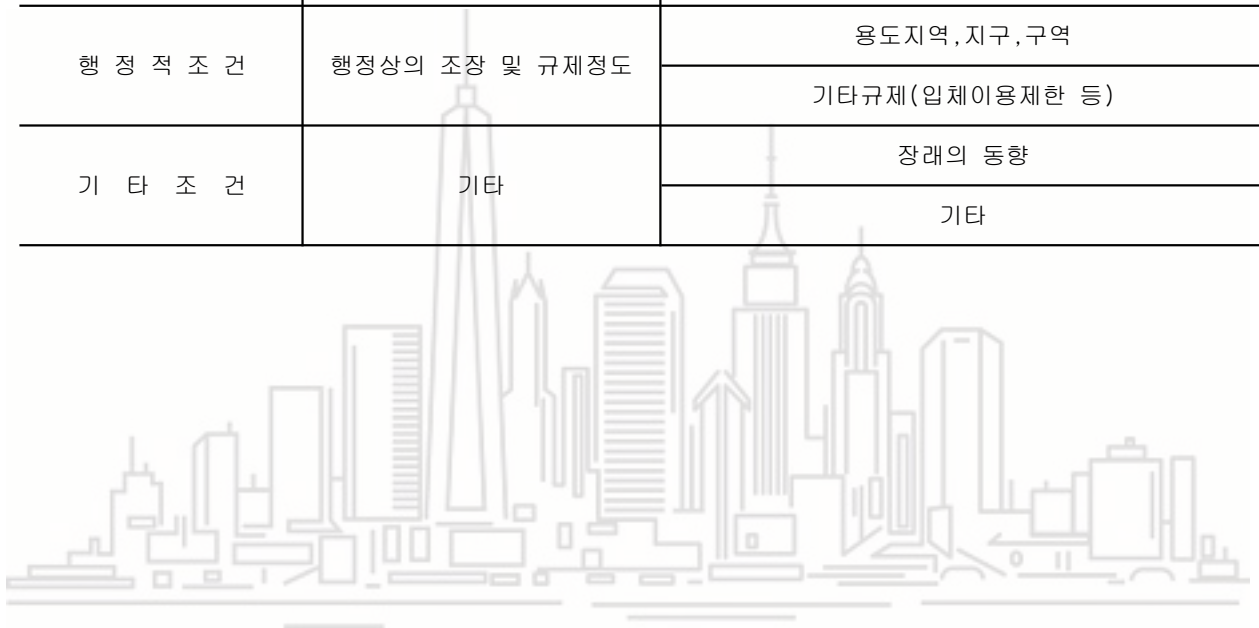 행 정 적 조 건
행정상의 조장 및 규제정도
용도지역,지구,구역
기타규제(입체이용제한 등)
기 타 조 건
기타
장래의 동향
기타